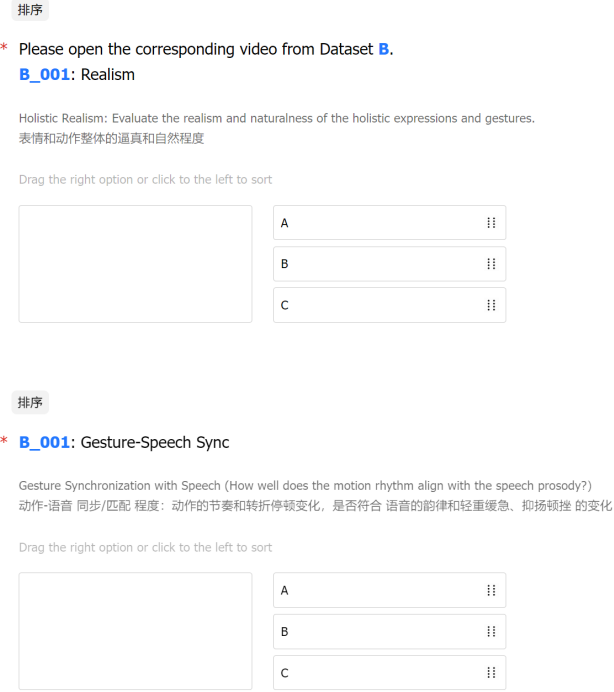 排序
* Please open the corresponding video from Dataset B.
B_001: Realism
Holistic Realism: Evaluate the realism and naturalness of the holistic expressions and gestures.
表情和动作整体的逼真和自然程度
Drag the right option or click to the left to sort
A
B
C
排序
* B_001: Gesture-Speech Sync
Gesture Synchronization with Speech (How well does the motion rhythm align with the speech prosody?)
动作-语音 同步/匹配 程度：动作的节奏和转折停顿变化，是否符合 语音的韵律和轻重缓急、抑扬顿挫 的变化
Drag the right option or click to the left to sort
A
B
C